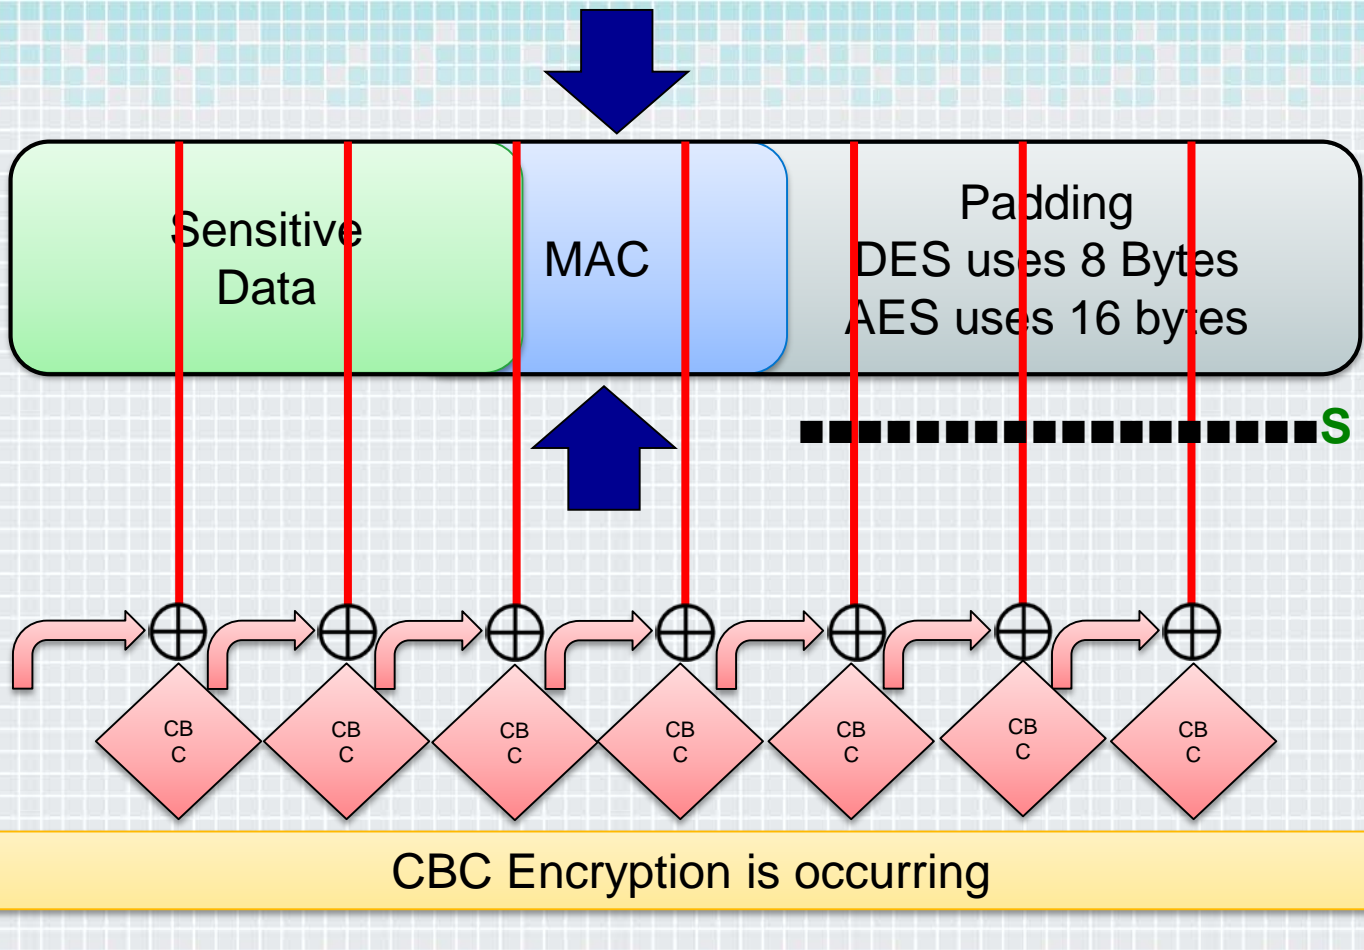 Sensitive
Data
MAC
Padding
DES uses 8 Bytes
AES uses 16 bytes
S
CB
C
CB
C
CB
C
CB
C
CB
C
CB
C
CB
C
CBC Encryption is occurring